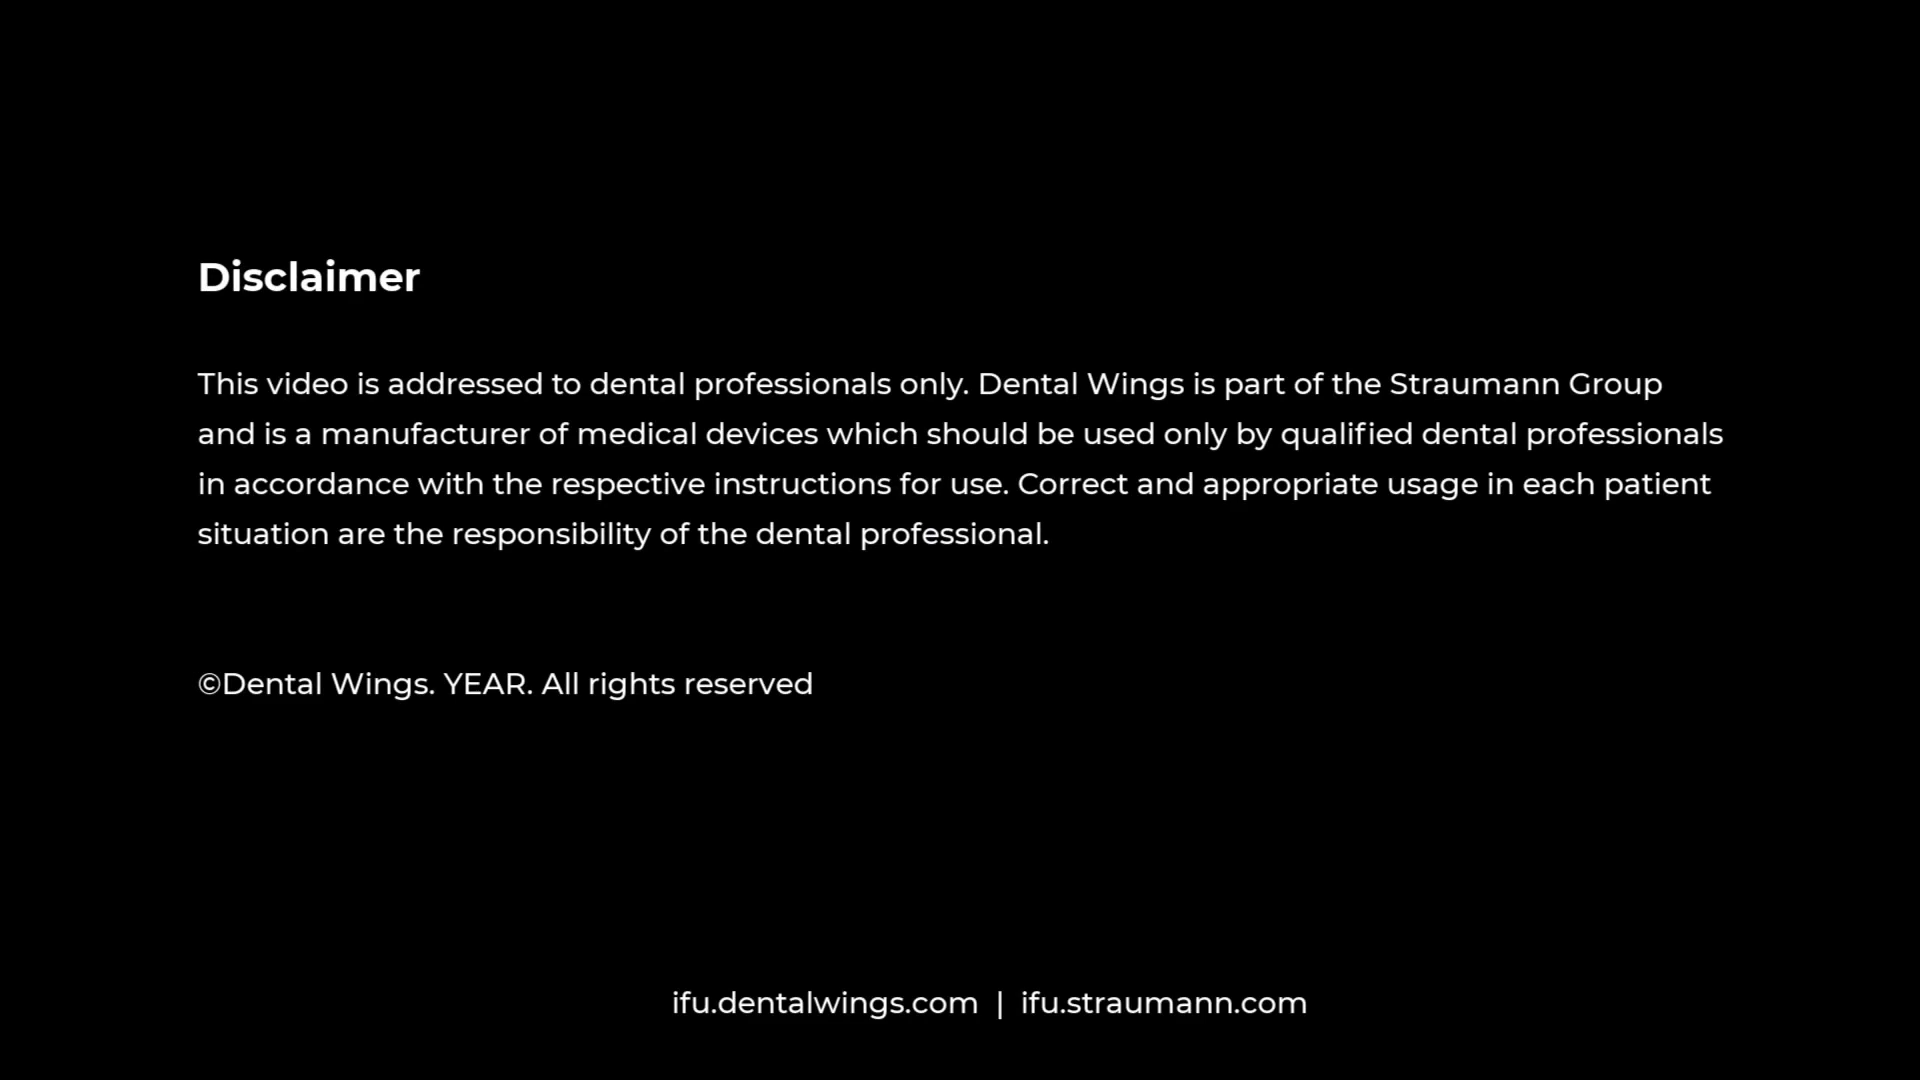 Disclaimer
This video is addressed to dental professionals only. Dental Wings is part of the Straumann Group
and is a manufacturer of medical devices which should be used only by qualified dental professionals
in accordance with the respective instructions for use. Correct and appropriate usage in each patient
situation are the responsibility of the dental professional.
©Dental Wings. YEAR. All rights reserved
ifu.dentalwings.com | ifu.straumann.com